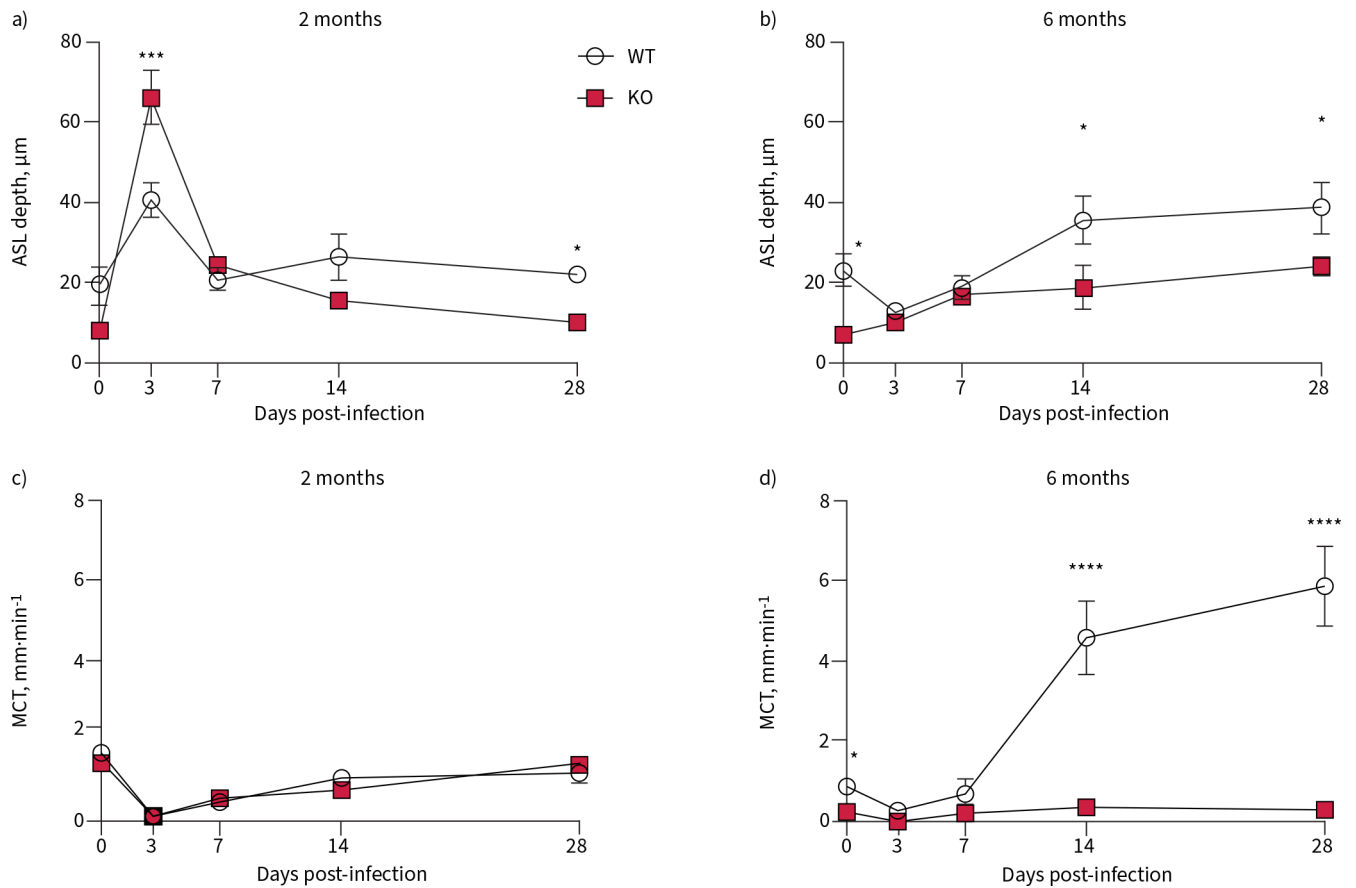 a)
2 months
80
60
40
20
0
ASL depth, µm
***
*
WT
KO
0 3 7 14 28
Days post-infection
b)
6 months
80
60
40
20
0
ASL depth, µm
*
*
*
0 3 7 14 28
Days post-infection
c)
2 months
8
6
4
2
0
MCT, mm·min⁻¹
0 3 7 14 28
Days post-infection
d)
6 months
8
6
4
2
0
MCT, mm·min⁻¹
*
****
****
0 3 7 14 28
Days post-infection